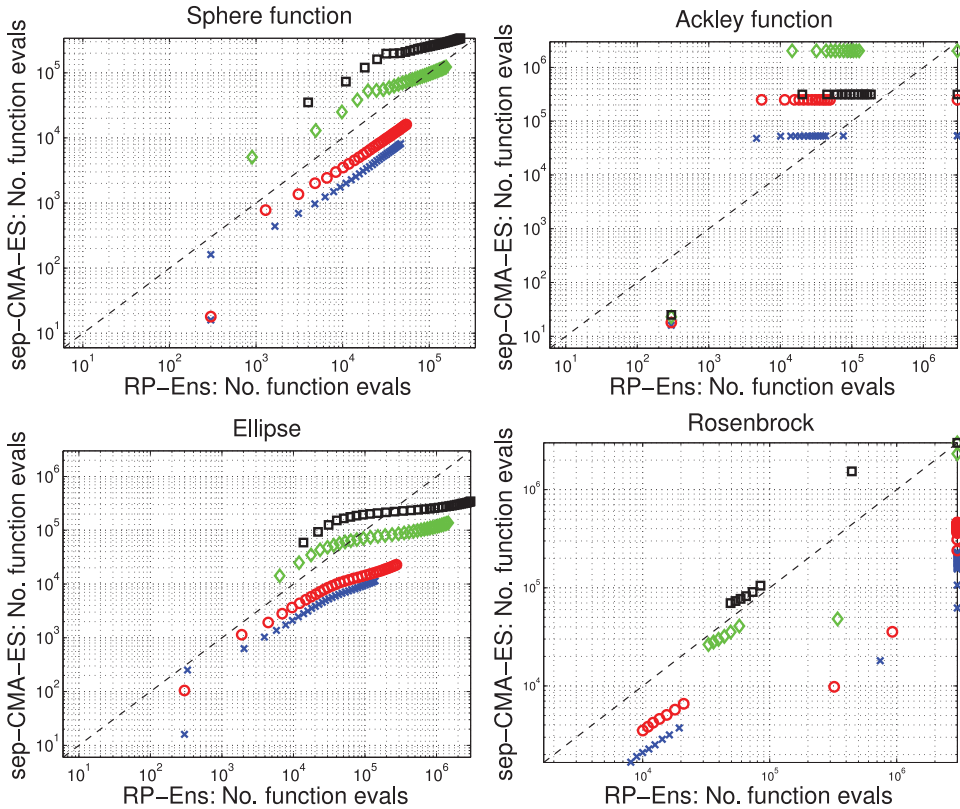 Sphere function
sep-CMA-ES: No. function evals
10^5
10^4
10^3
10^2
10^1
10^1 10^2 10^3 10^4 10^5
RP-Ens: No. function evals
Ackley function
sep-CMA-ES: No. function evals
10^6
10^5
10^4
10^3
10^2
10^1
10^1 10^2 10^3 10^4 10^5 10^6
RP-Ens: No. function evals
Ellipse
sep-CMA-ES: No. function evals
10^6
10^5
10^4
10^3
10^2
10^1
10^1 10^2 10^3 10^4 10^5 10^6
RP-Ens: No. function evals
Rosenbrock
sep-CMA-ES: No. function evals
10^6
10^5
10^4
10^4 10^5 10^6
RP-Ens: No. function evals